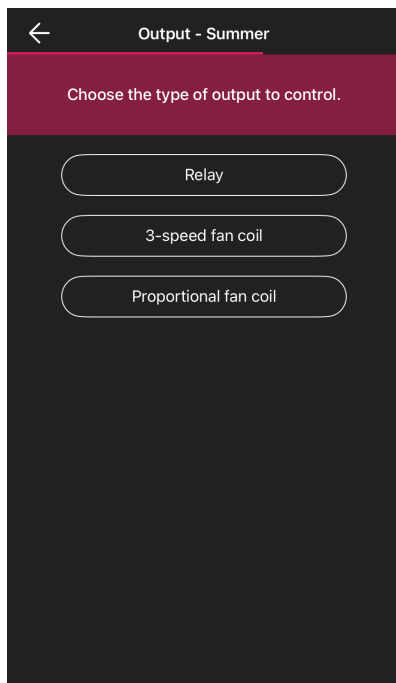 Output - Summer
Choose the type of output to control.
Relay
3-speed fan coil
Proportional fan coil